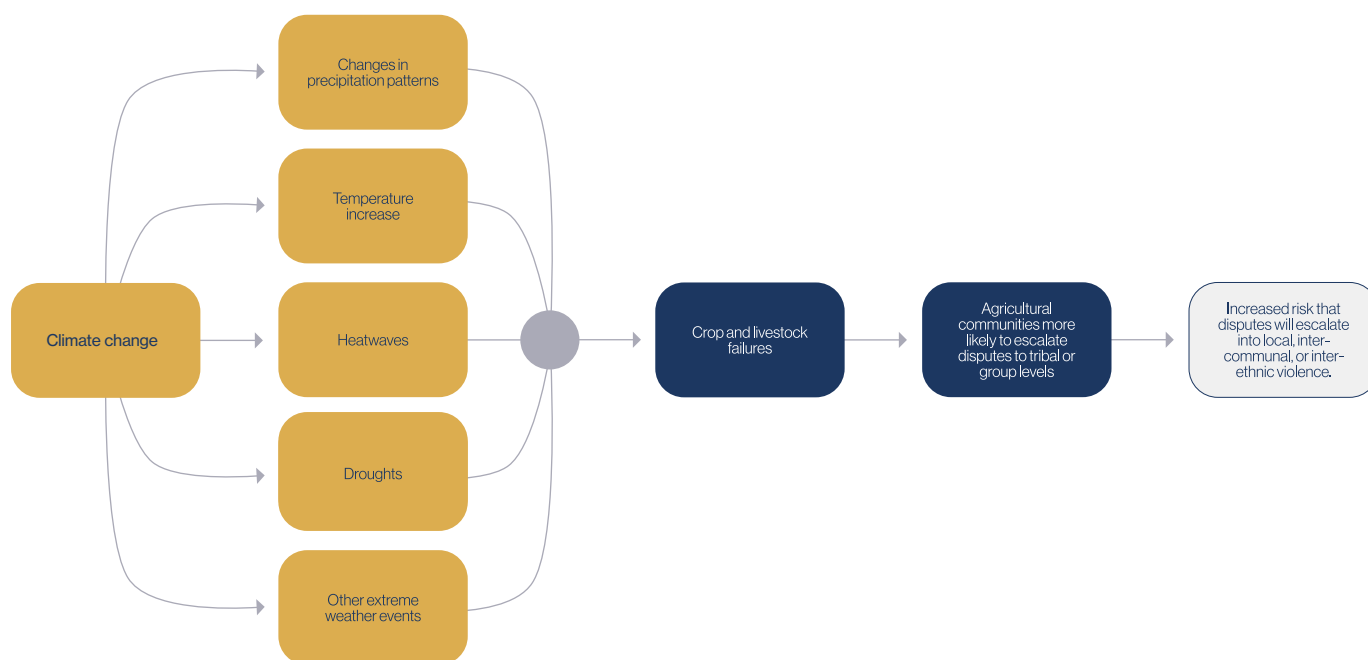 Changes in
precipitation patterns
Temperature
increase
Climate change
Heatwaves
Crop and livestock
failures
Agricultural
communities more
likely to escalate
disputes to tribal or
group levels
Increased risk that
disputes will escalate
into local, inter-
communal, or inter-
ethnic violence.
Droughts
Other extreme
weather events